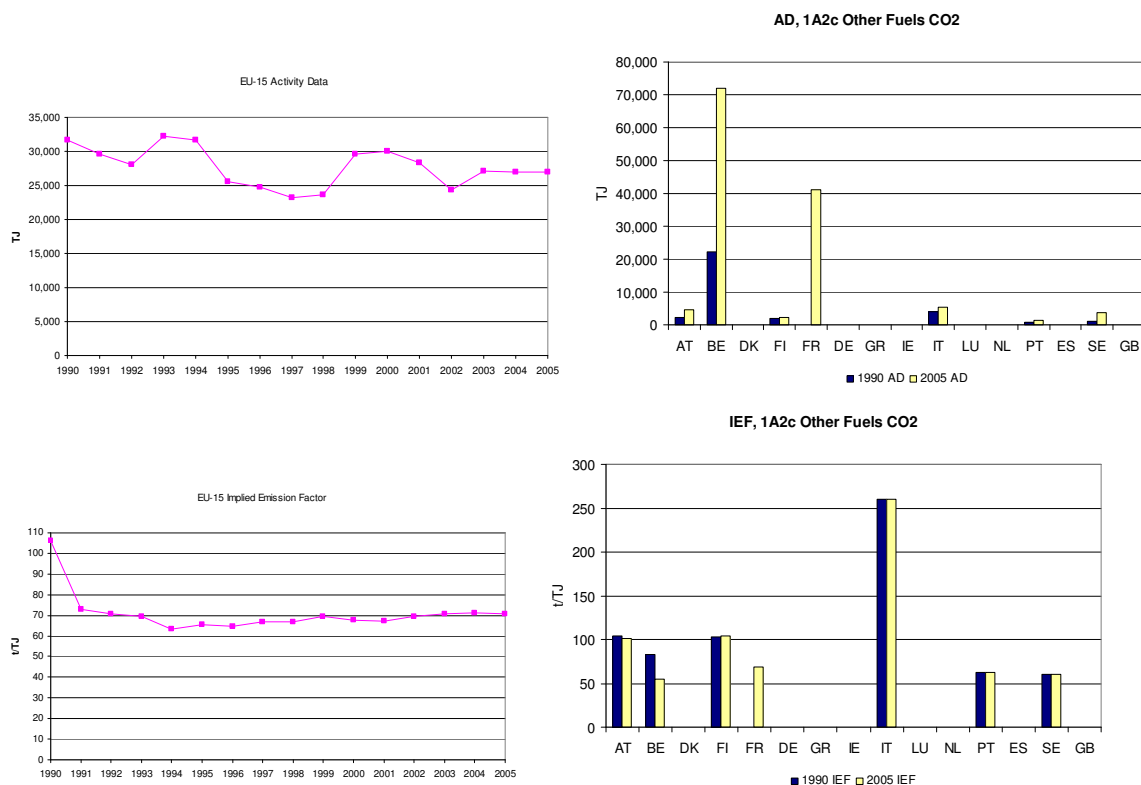 EU-15 Activity Data
35,000
30,000
25,000
20,000
15,000
10,000
5,000
0
TJ
1990 1991 1992 1993 1994 1995 1996 1997 1998 1999 2000 2001 2002 2003 2004 2005
AD, 1A2c Other Fuels CO2
80,000
70,000
60,000
50,000
40,000
30,000
20,000
10,000
0
TJ
AT BE DK FI FR DE GR IE IT LU NL PT ES SE GB
1990 AD 2005 AD
EU-15 Implied Emission Factor
110
100
90
80
70
60
50
40
30
20
10
0
t/TJ
1990 1991 1992 1993 1994 1995 1996 1997 1998 1999 2000 2001 2002 2003 2004 2005
IEF, 1A2c Other Fuels CO2
300
250
200
150
100
50
0
t/TJ
AT BE DK FI FR DE GR IE IT LU NL PT ES SE GB
1990 IEF 2005 IEF